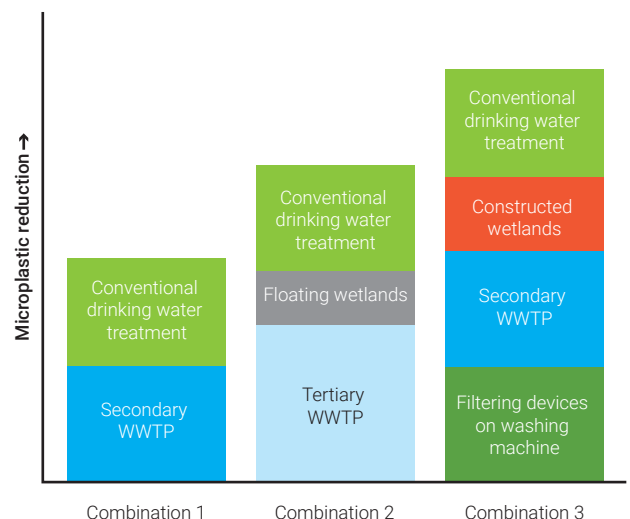 Microplastic reduction →
Conventional
drinking water
treatment
Secondary
WWTP
Combination 1
Conventional
drinking water
treatment
Floating wetlands
Tertiary
WWTP
Combination 2
Conventional
drinking water
treatment
Constructed
wetlands
Secondary
WWTP
Filtering devices
on washing
machine
Combination 3